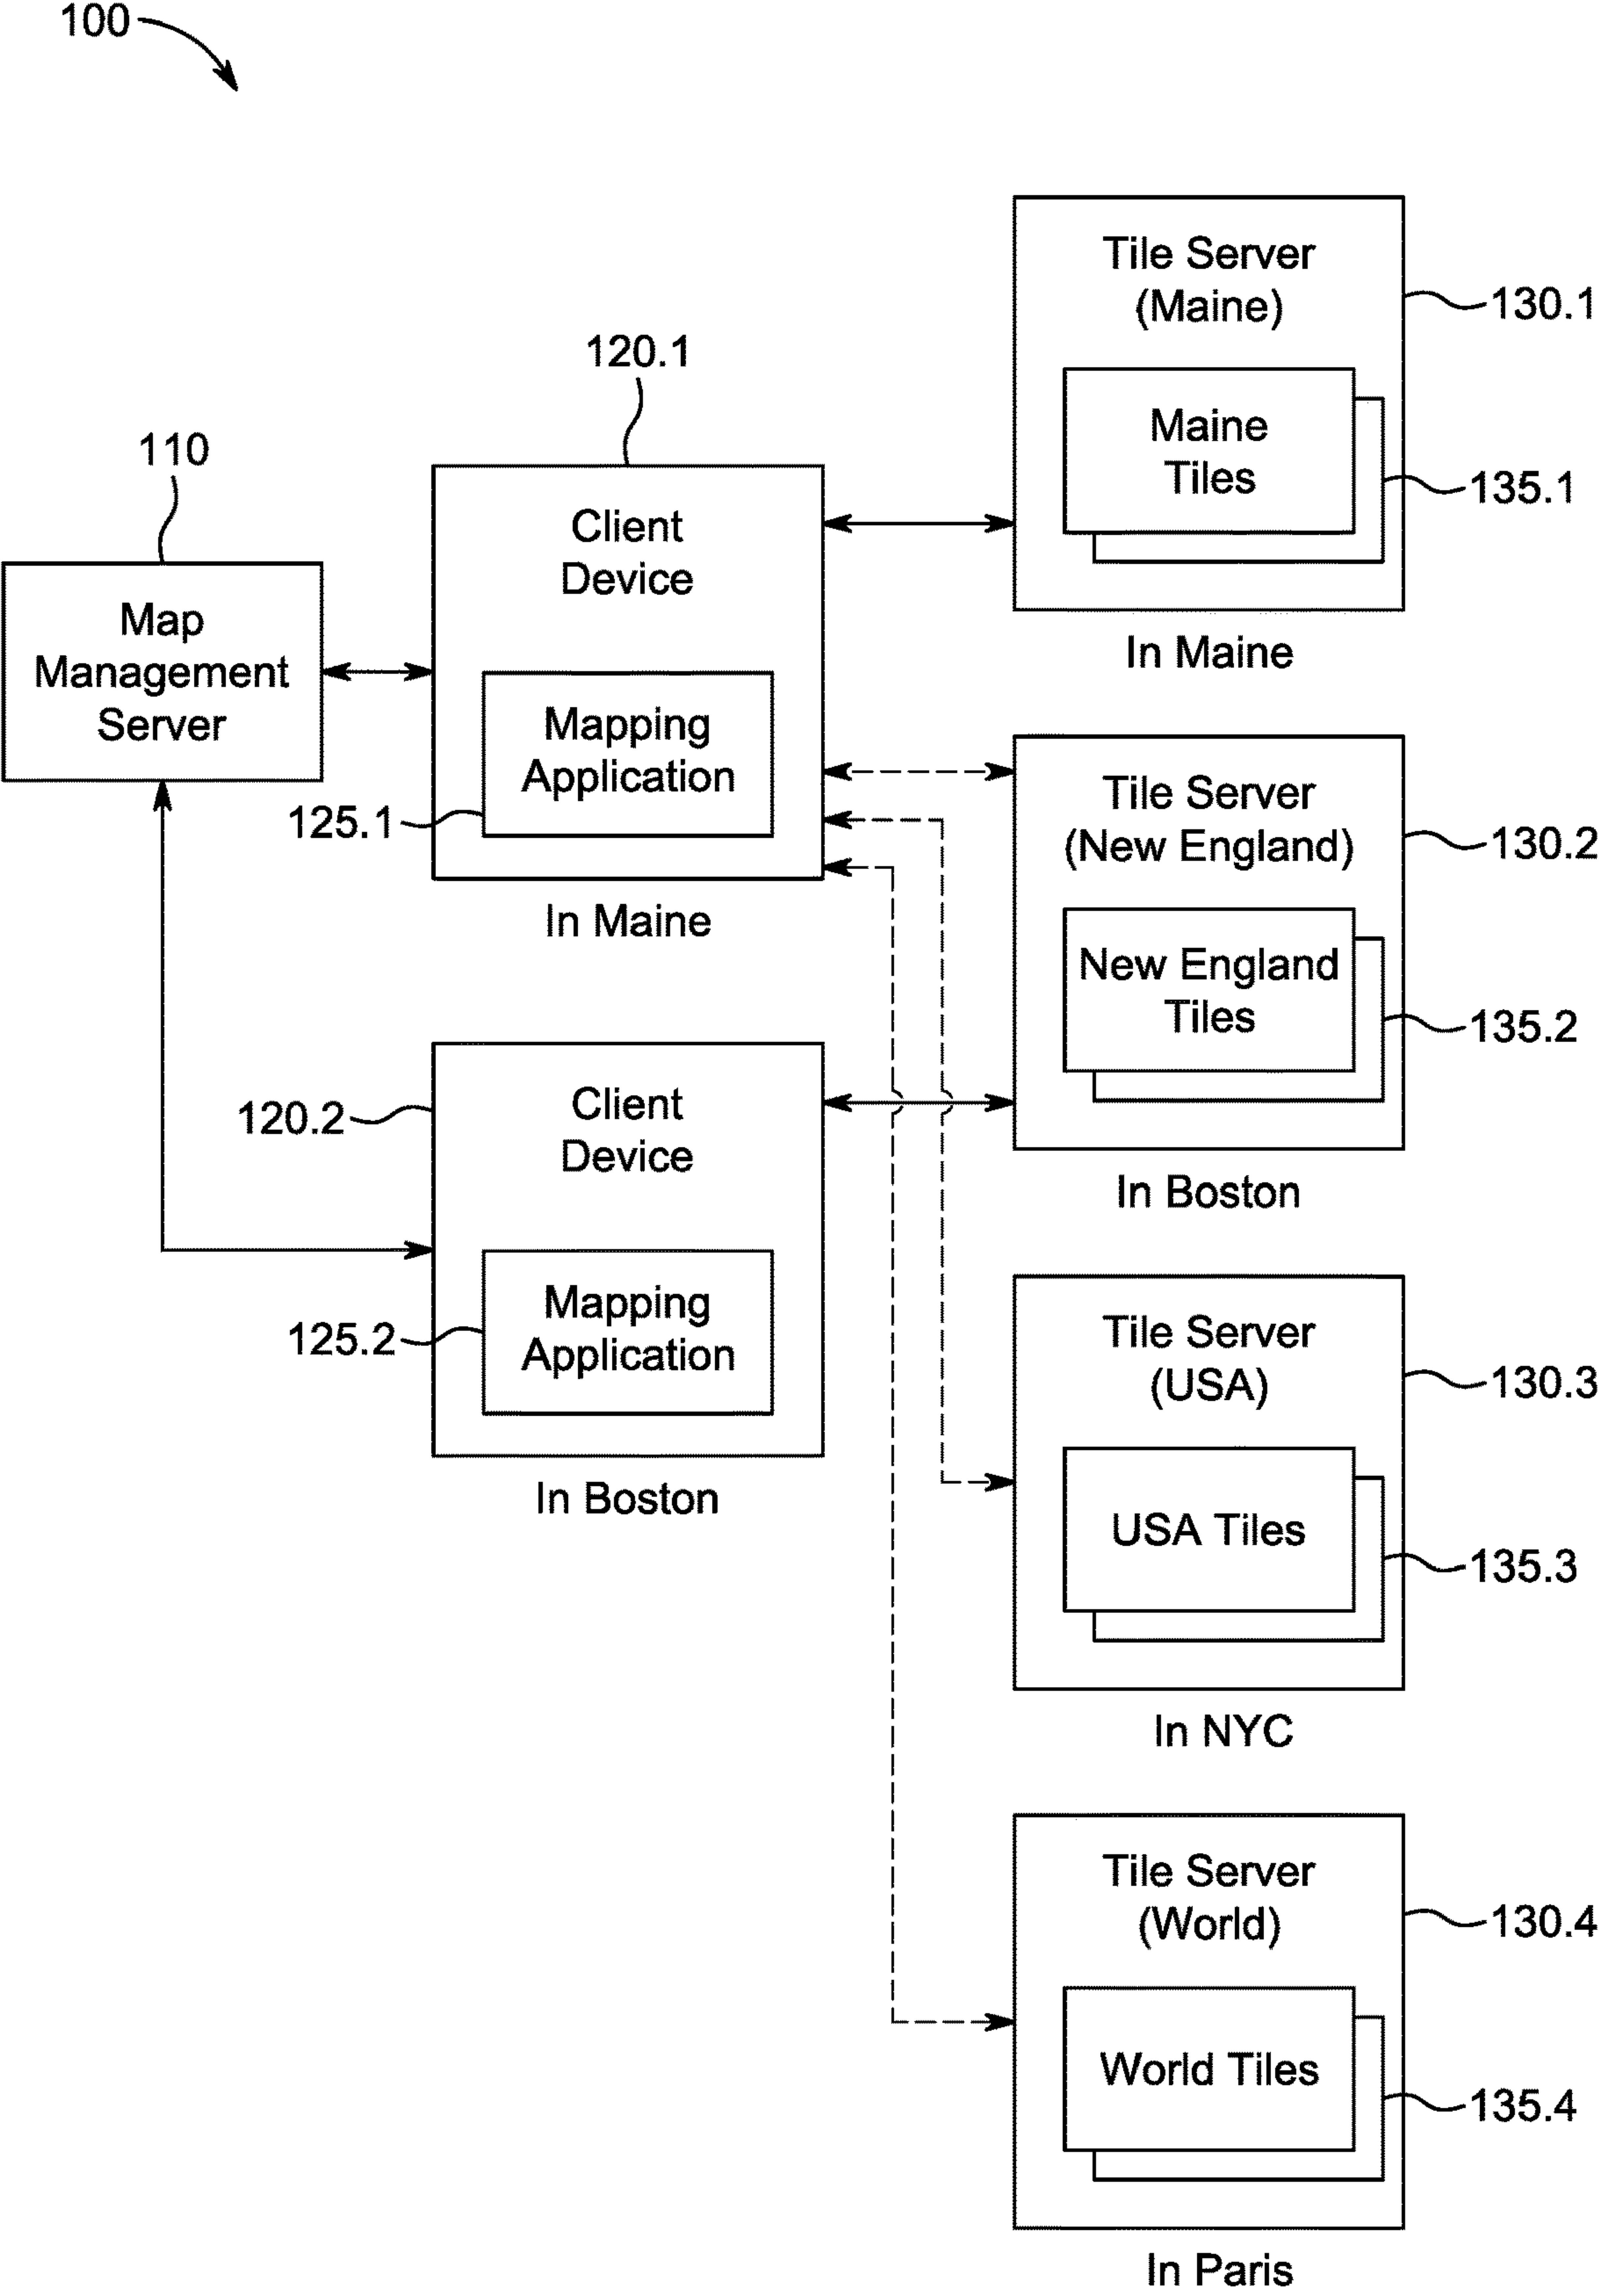 100
110
Map
Management
Server
120.1
Client
Device
Mapping
Application
125.1
In Maine
120.2
Client
Device
Mapping
Application
125.2
In Boston
Tile Server
(Maine)
130.1
Maine
Tiles
135.1
In Maine
Tile Server
(New England)
130.2
New England
Tiles
135.2
In Boston
Tile Server
(USA)
130.3
USA Tiles
135.3
In NYC
Tile Server
(World)
130.4
World Tiles
135.4
In Paris